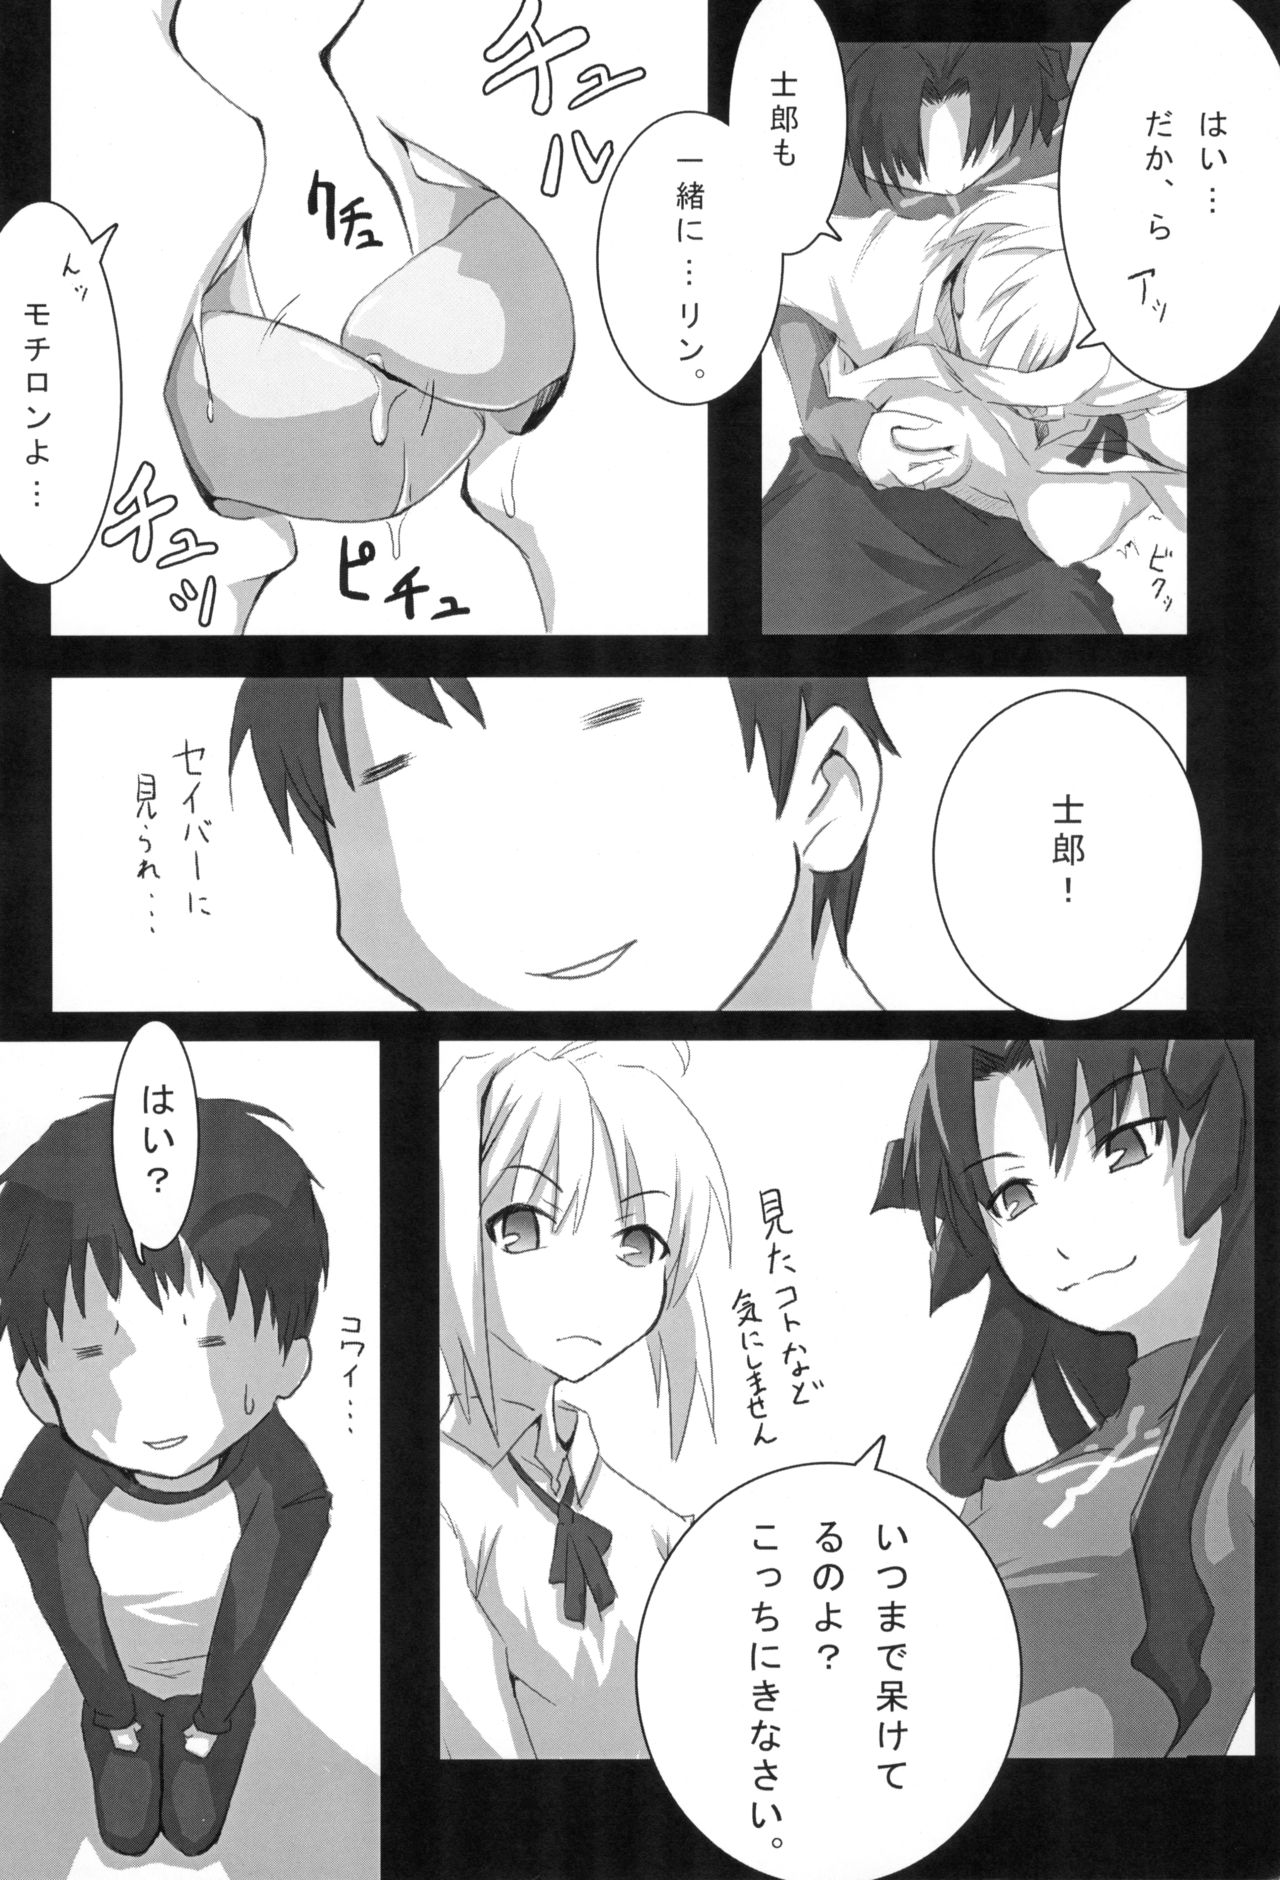 はい…
だか、ら
アッ
ビクッ
士郎も
一緒に…リン。
チュル
クチュ
んッ
モチロンよ…
チュッ
ピチュ
士郎！
セイバーに
見られ・・・
見たコトなど
気にしません
いつまで呆けて
るのよ？
こっちにきなさい。
はい？
コワイ・・・